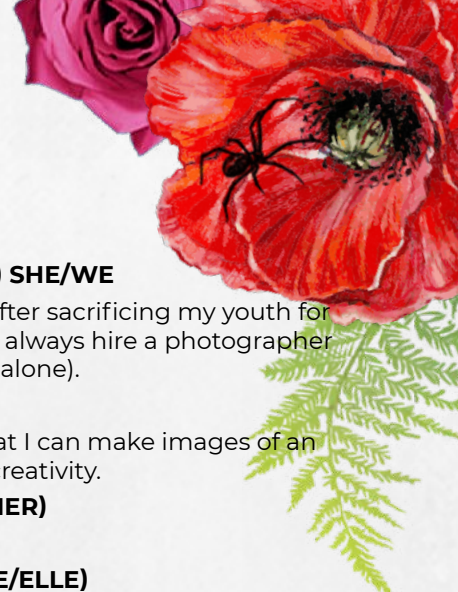 ) SHE/WE
fter sacrificing my youth for
always hire a photographer
alone).
at I can make images of an
reativity.
IER)
E/ELLE)